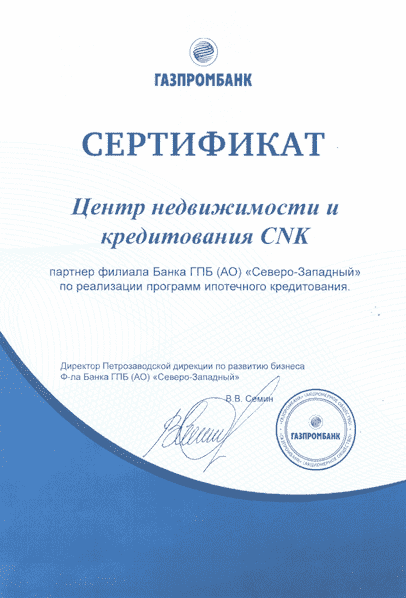 ГАЗПРОМБАНК
СЕРТИФИКАТ
Центр недвижимости и
кредитования CNK
партнер филиала Банка ГПБ (АО) «Северо-Западный»
по реализации программ ипотечного кредитования.
Директор Петрозаводской дирекции по развитию бизнеса
Ф-ла Банка ГПБ (АО) «Северо-Западный»
В.В. Семин
ГАЗПРОМБАНК